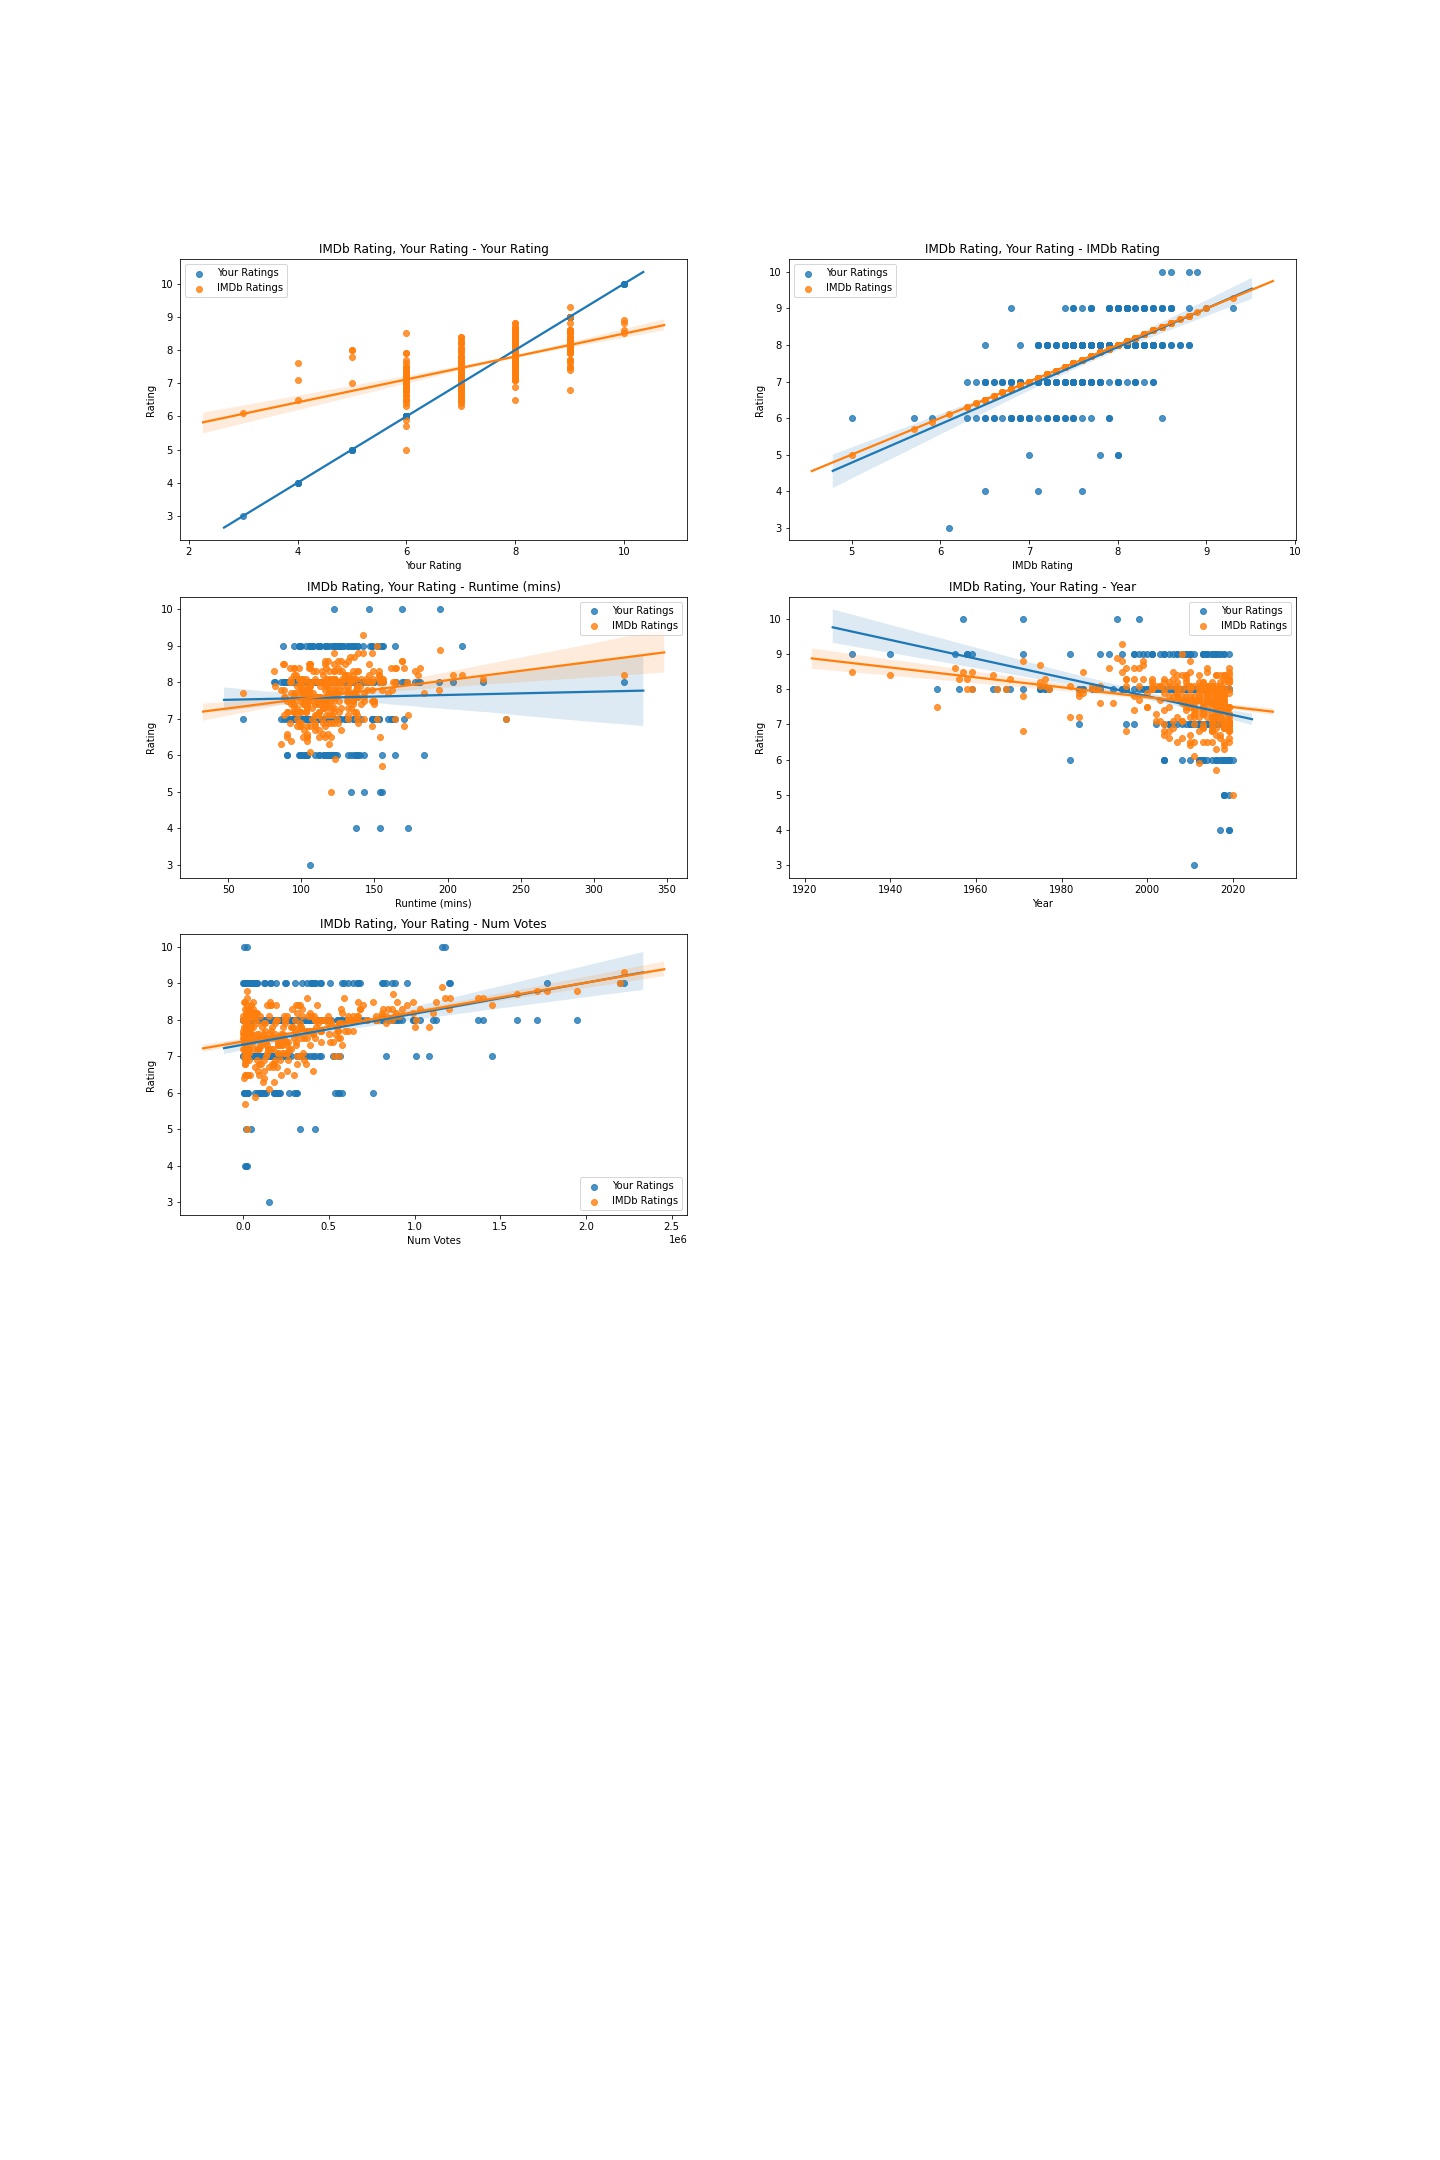 IMDb Rating, Your Rating - Your Rating
Your Ratings
IMDb Ratings
10
9
8
7
6
5
4
3
Rating
2 4 6 8 10
Your Rating
IMDb Rating, Your Rating - IMDb Rating
Your Ratings
IMDb Ratings
10
9
8
7
6
5
4
3
Rating
5 6 7 8 9 10
IMDb Rating
IMDb Rating, Your Rating - Runtime (mins)
Your Ratings
IMDb Ratings
10
9
8
7
6
5
4
3
Rating
50 100 150 200 250 300 350
Runtime (mins)
IMDb Rating, Your Rating - Year
Your Ratings
IMDb Ratings
10
9
8
7
6
5
4
3
Rating
1920 1940 1960 1980 2000 2020
Year
IMDb Rating, Your Rating - Num Votes
10
9
8
7
6
5
4
3
Rating
Your Ratings
IMDb Ratings
0.0 0.5 1.0 1.5 2.0 2.5
1e6
Num Votes